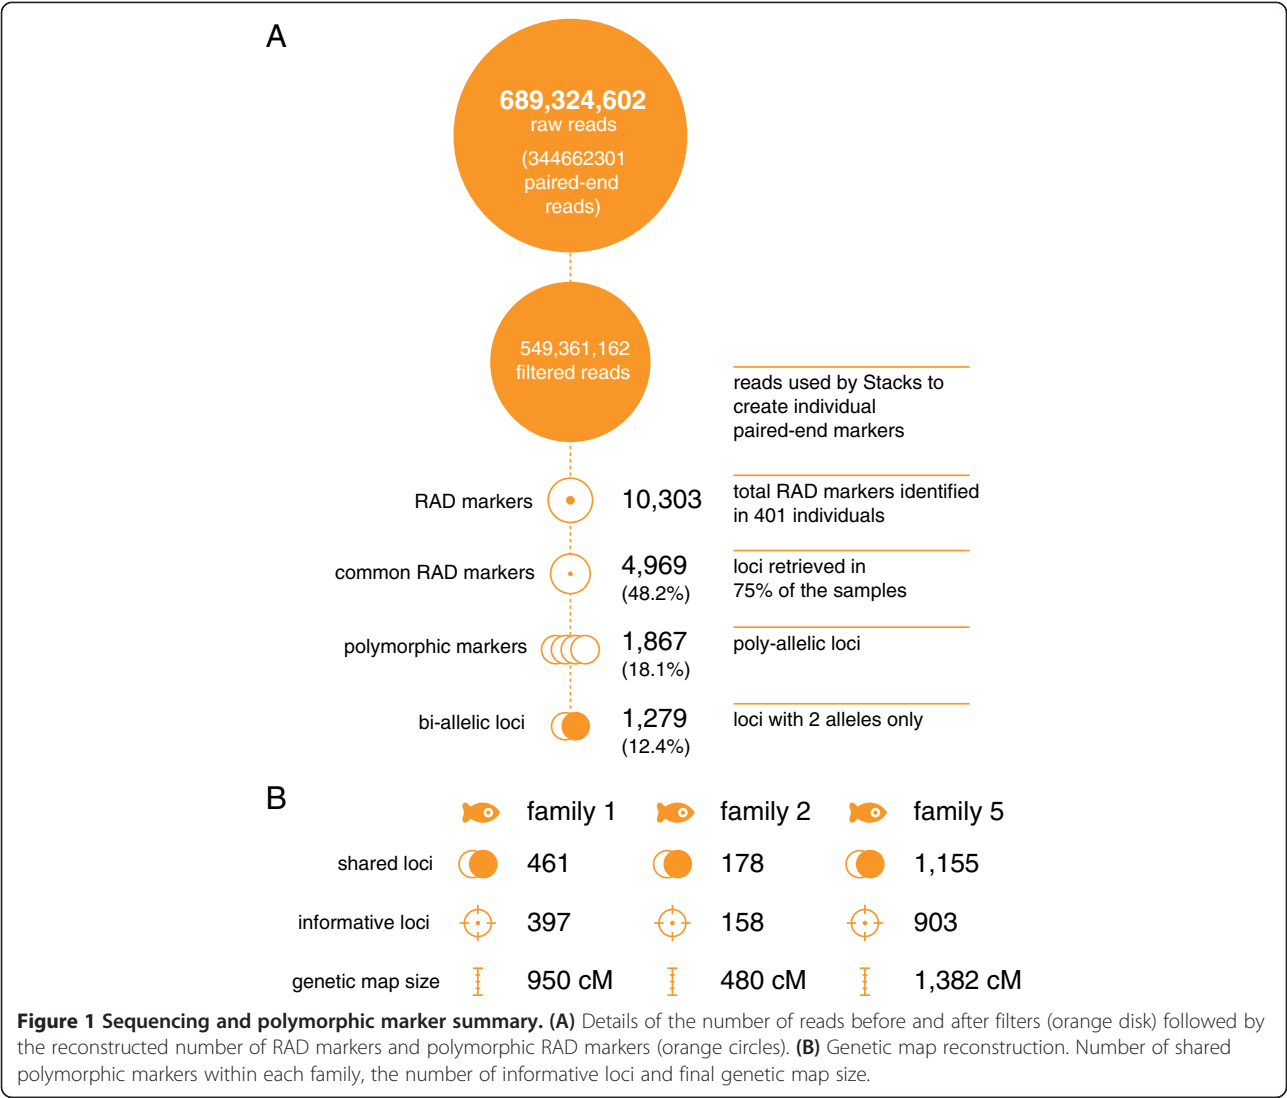 A
689,324,602
raw reads
(344662301
paired-end
reads)
549,361,162
filtered reads
reads used by Stacks to
create individual
paired-end markers
RAD markers 10,303 total RAD markers identified
in 401 individuals
common RAD markers 4,969 loci retrieved in
(48.2%) 75% of the samples
polymorphic markers 1,867 poly-allelic loci
(18.1%)
bi-allelic loci 1,279 loci with 2 alleles only
(12.4%)
B
family 1 family 2 family 5
shared loci 461 178 1,155
informative loci 397 158 903
genetic map size 950 cM 480 cM 1,382 cM
Figure 1 Sequencing and polymorphic marker summary. (A) Details of the number of reads before and after filters (orange disk) followed by
the reconstructed number of RAD markers and polymorphic RAD markers (orange circles). (B) Genetic map reconstruction. Number of shared
polymorphic markers within each family, the number of informative loci and final genetic map size.